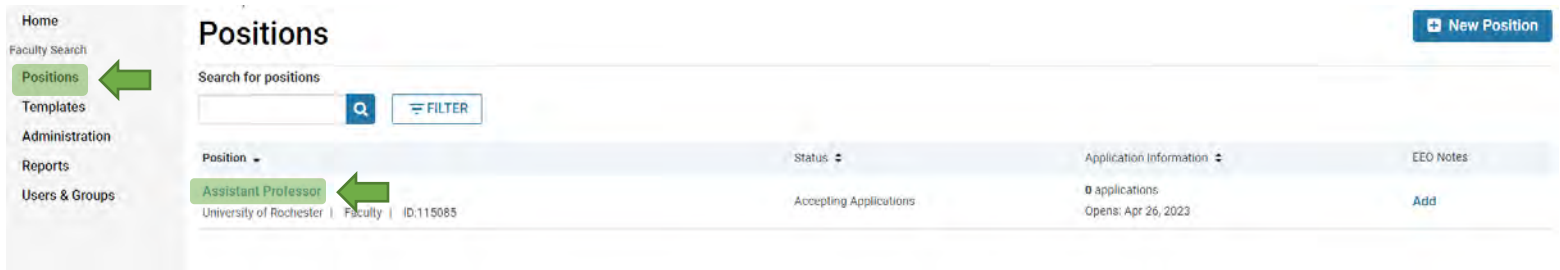 Home
Faculty Search
Positions
Templates
Administration
Reports
Users & Groups
Positions
New Position
Search for positions
FILTER
Position Status Application Information EEO Notes
Assistant Professor
University of Rochester | Faculty | ID:115085
Accepting Applications
0 applications
Opens: Apr 26, 2023
Add